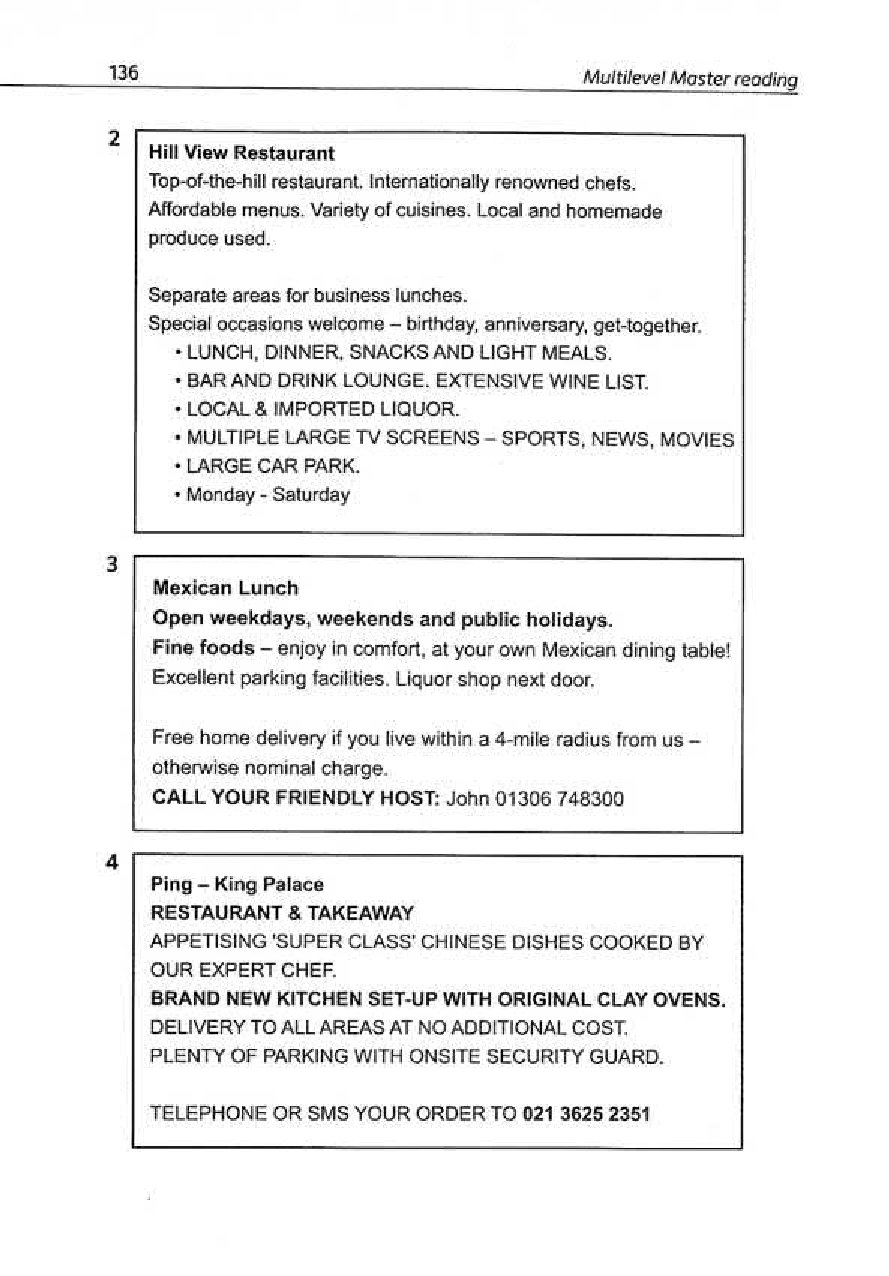 136
Multilevel Master reading
2
Hill View Restaurant
Top-of-the-hill restaurant. Internationally renowned chefs.
Affordable menus. Variety of cuisines. Local and homemade
produce used.
Separate areas for business lunches.
Special occasions welcome – birthday, anniversary, get-together.
• LUNCH, DINNER, SNACKS AND LIGHT MEALS.
• BAR AND DRINK LOUNGE. EXTENSIVE WINE LIST.
• LOCAL & IMPORTED LIQUOR.
• MULTIPLE LARGE TV SCREENS – SPORTS, NEWS, MOVIES
• LARGE CAR PARK.
• Monday - Saturday
3
Mexican Lunch
Open weekdays, weekends and public holidays.
Fine foods – enjoy in comfort, at your own Mexican dining table!
Excellent parking facilities. Liquor shop next door.
Free home delivery if you live within a 4-mile radius from us –
otherwise nominal charge.
CALL YOUR FRIENDLY HOST: John 01306 748300
4
Ping – King Palace
RESTAURANT & TAKEAWAY
APPETISING 'SUPER CLASS' CHINESE DISHES COOKED BY
OUR EXPERT CHEF.
BRAND NEW KITCHEN SET-UP WITH ORIGINAL CLAY OVENS.
DELIVERY TO ALL AREAS AT NO ADDITIONAL COST.
PLENTY OF PARKING WITH ONSITE SECURITY GUARD.
TELEPHONE OR SMS YOUR ORDER TO 021 3625 2351